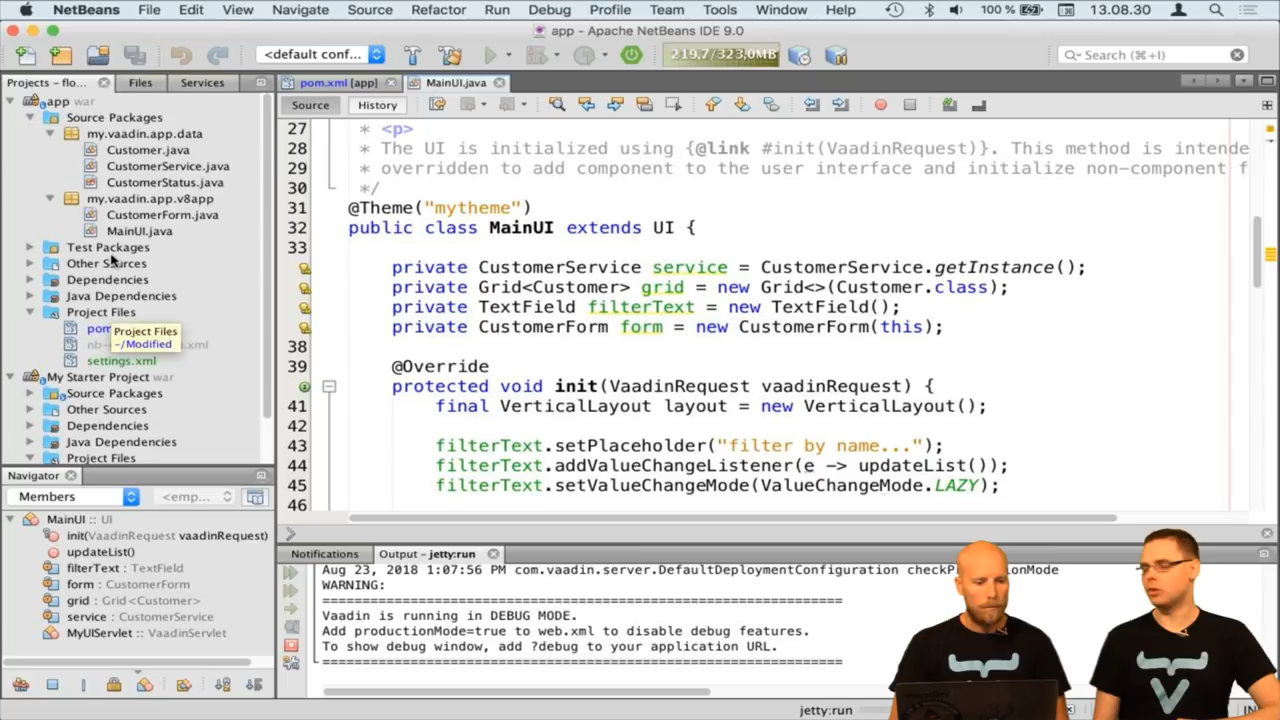 NetBeans File Edit View Navigate Source Refactor Run Debug Profile Team Tools Window Help 100 % 13.08.30
app - Apache NetBeans IDE 9.0
<default conf... 219,7/323,0MB Search (⌘+I)
Projects – flo... Files Services
pom.xml [app] MainUI.java
Source History
app war
Source Packages
my.vaadin.app.data
Customer.java
CustomerService.java
CustomerStatus.java
my.vaadin.app.v8app
CustomerForm.java
MainUI.java
Test Packages
Other Sources
Dependencies
Java Dependencies
Project Files
pom
settings.xml
Project Files
~/Modified
My Starter Project war
Source Packages
Other Sources
Dependencies
Java Dependencies
Project Files
27 * <p>
28 * The UI is initialized using {@link #init(VaadinRequest)}. This method is intende
29 * overridden to add component to the user interface and initialize non-component f
30 */
31 @Theme("mytheme")
32 public class MainUI extends UI {
33
private CustomerService service = CustomerService.getInstance();
private Grid<Customer> grid = new Grid<>(Customer.class);
private TextField filterText = new TextField();
private CustomerForm form = new CustomerForm(this);
38
39 @Override
protected void init(VaadinRequest vaadinRequest) {
41 final VerticalLayout layout = new VerticalLayout();
42
43 filterText.setPlaceholder("filter by name...");
44 filterText.addValueChangeListener(e -> updateList());
45 filterText.setValueChangeMode(ValueChangeMode.LAZY);
46
Navigator
Members <emp...
MainUI :: UI
init(VaadinRequest vaadinRequest)
updateList()
filterText : TextField
form : CustomerForm
grid : Grid<Customer>
service : CustomerService
MyUIServlet :: VaadinServlet
Notifications Output – jetty:run
Aug 23, 2018 1:07:56 PM com.vaadin.server.DefaultDeploymentConfiguration checkP
ionMode
WARNING:
=================================================================
Vaadin is running in DEBUG MODE.
Add productionMode=true to web.xml to disable debug features.
To show debug window, add ?debug to your application URL.
=================================================================
jetty:run